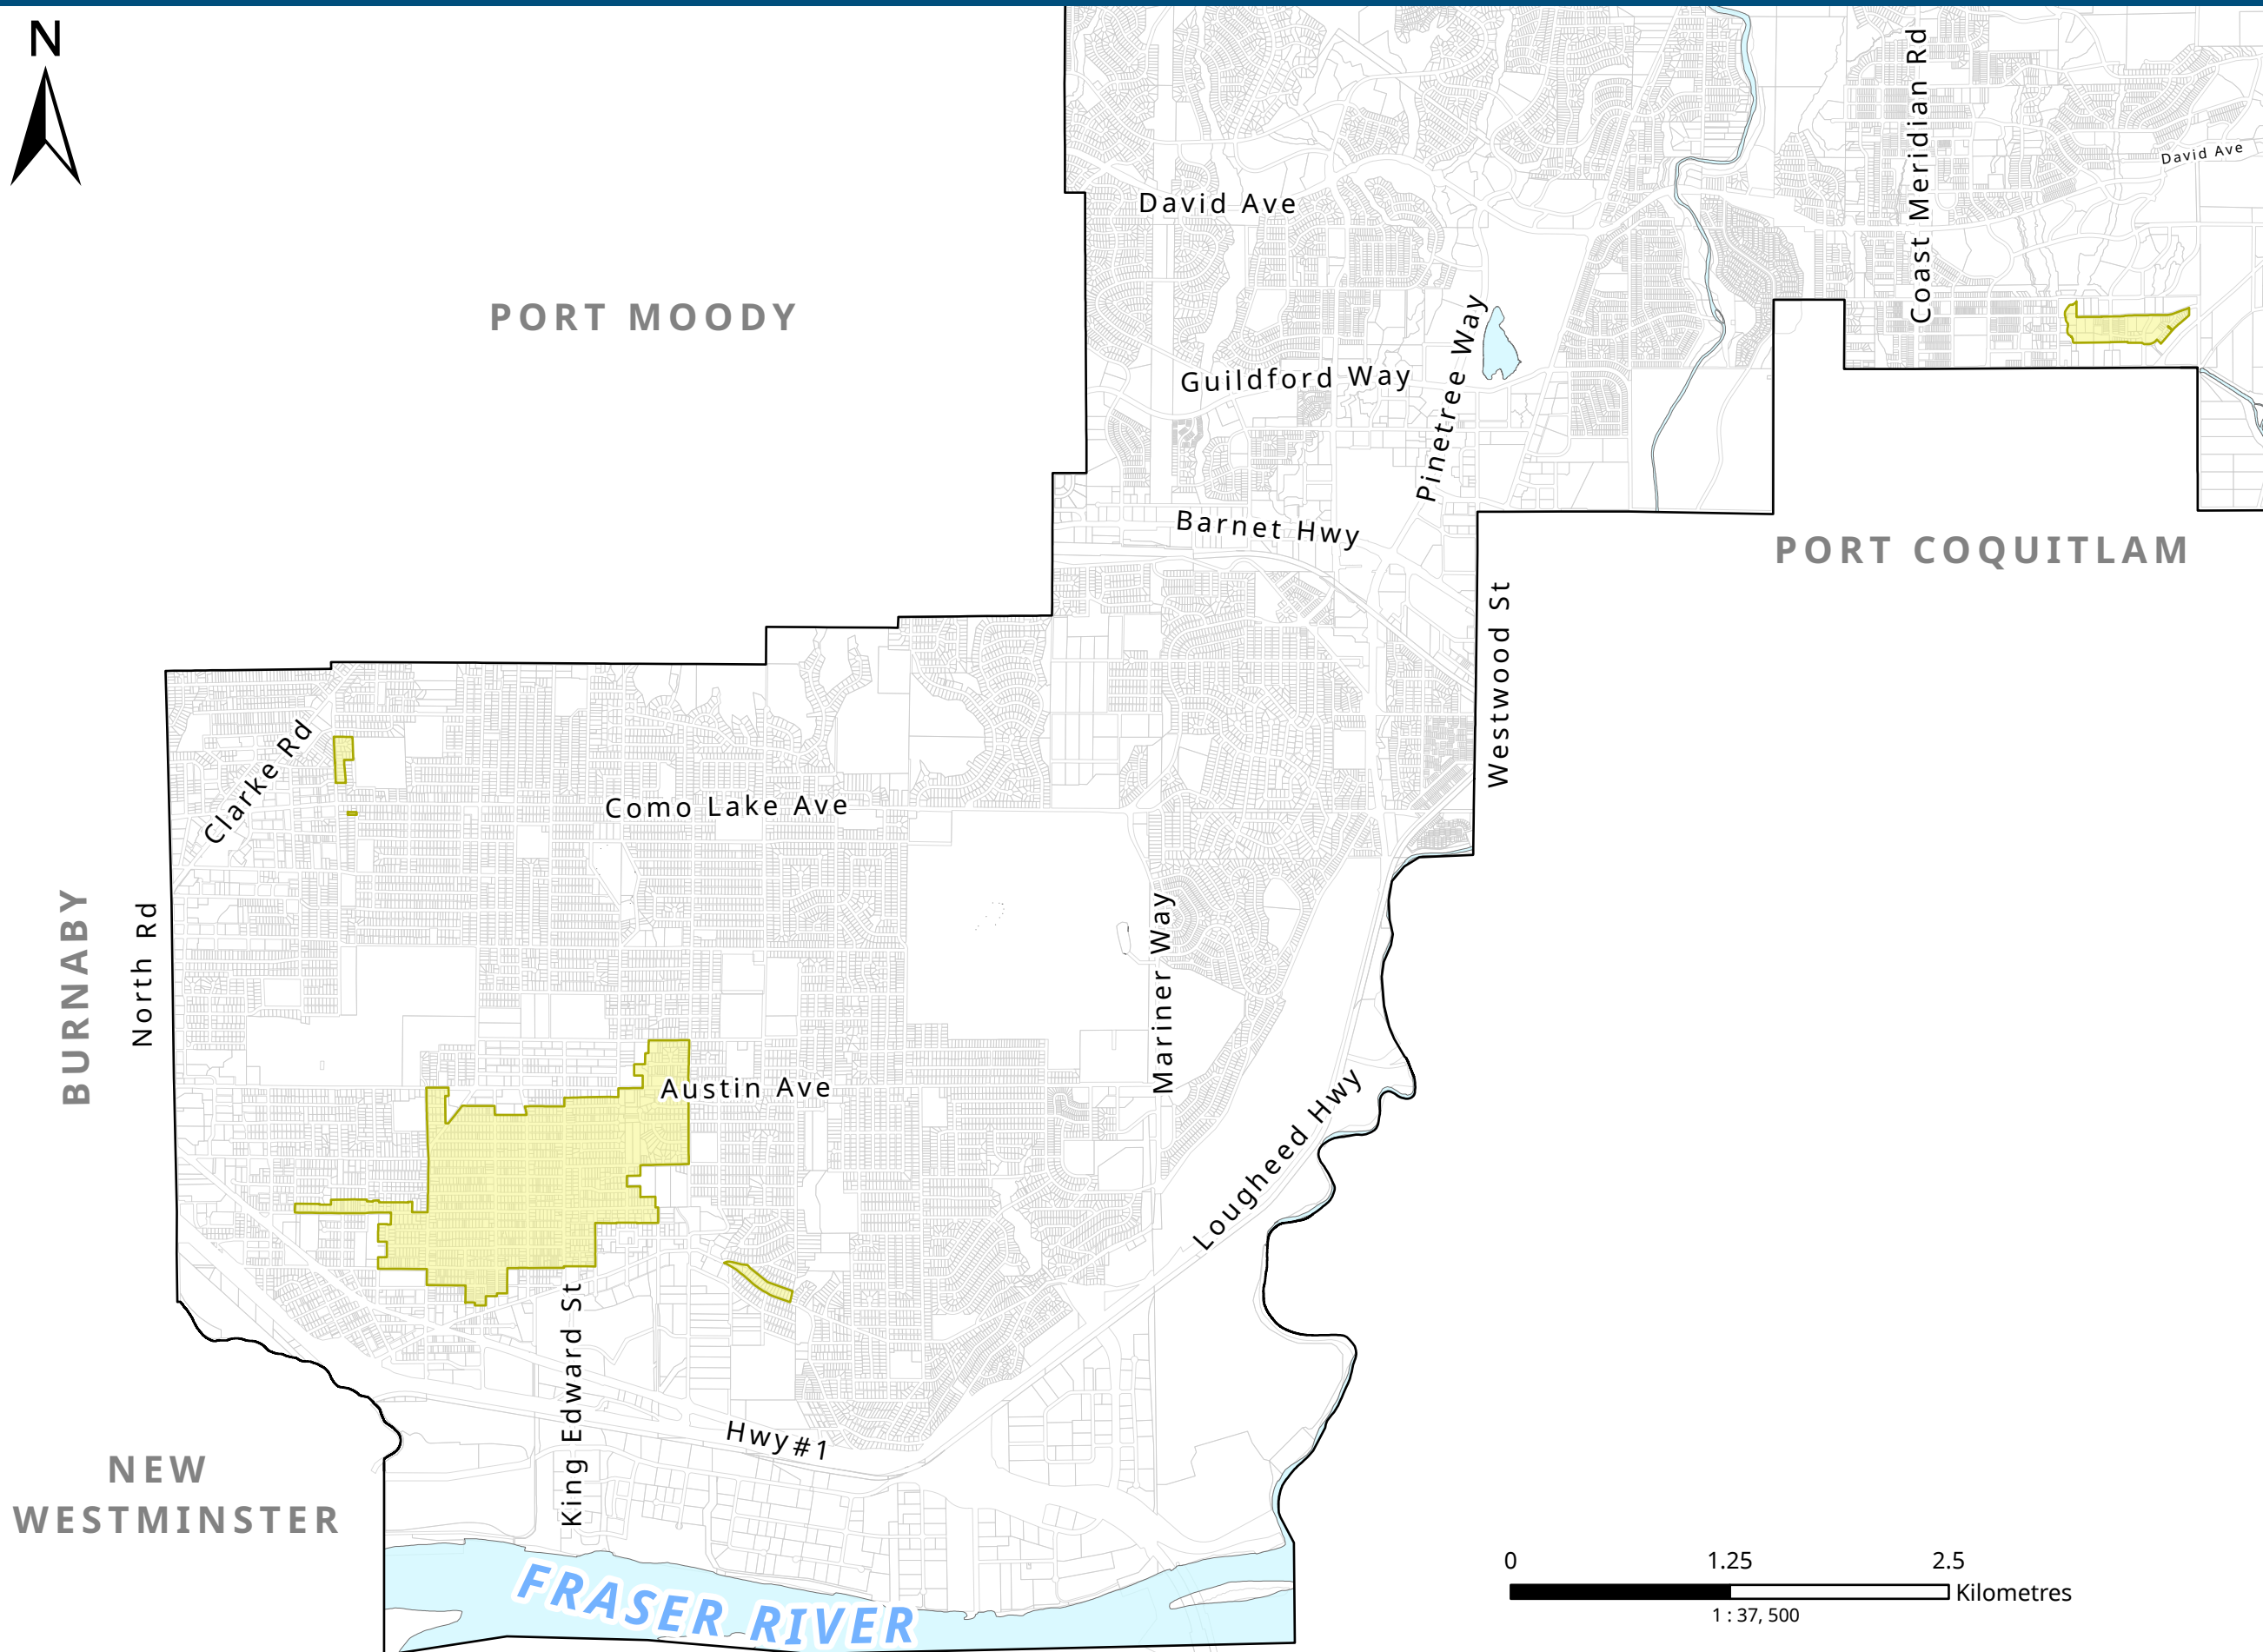 N
Coast Meridian Rd
David Ave
David Ave
PORT MOODY
Guildford Way
Pinetree Way
Barnet Hwy
PORT COQUITLAM
Westwood St
Clarke Rd
Como Lake Ave
BURNABY
North Rd
Mariner Way
Austin Ave
Lougheed Hwy
King Edward St
Hwy#1
NEW
WESTMINSTER
FRASER RIVER
0 1.25 2.5
Kilometres
1 : 37, 500